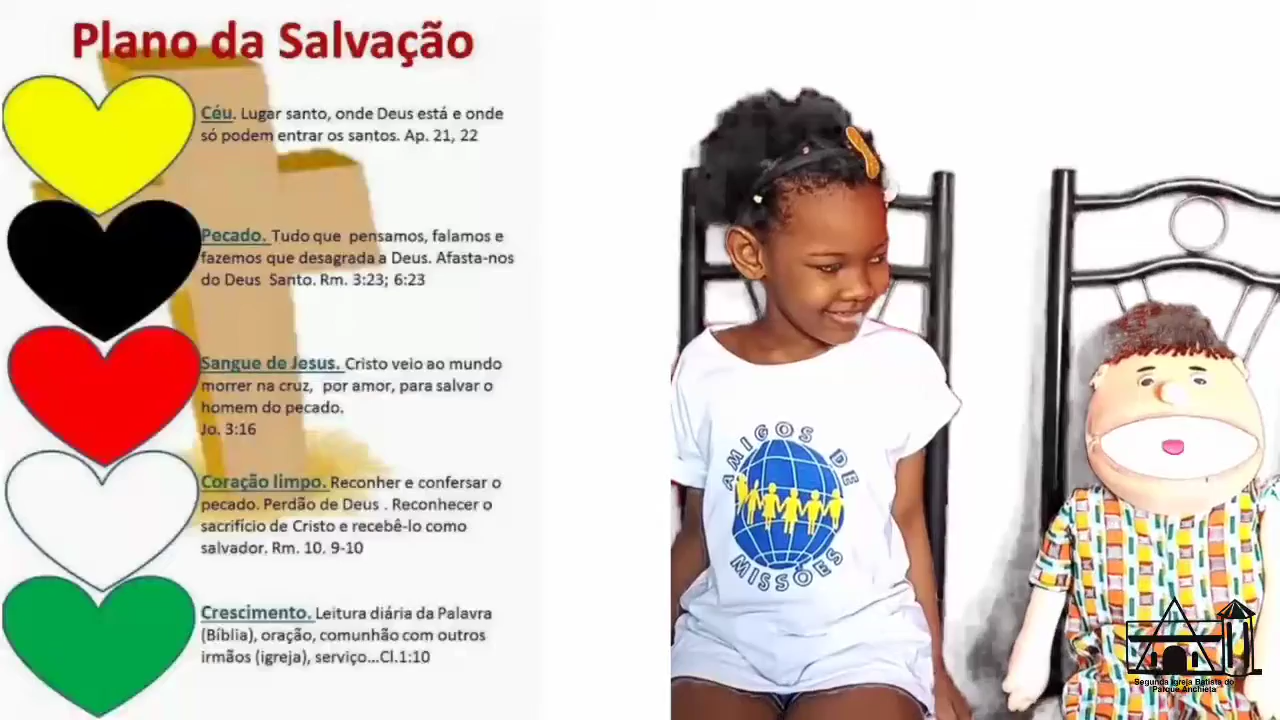 Plano da Salvação
Céu. Lugar santo, onde Deus está e onde
só podem entrar os santos. Ap. 21, 22
Pecado. Tudo que pensamos, falamos e
fazemos que desagrada a Deus. Afasta-nos
do Deus Santo. Rm. 3:23; 6:23
Sangue de Jesus. Cristo veio ao mundo
morrer na cruz, por amor, para salvar o
homem do pecado.
Jo. 3:16
Coração limpo. Reconher e confersar o
pecado. Perdão de Deus . Reconhecer o
sacrifício de Cristo e recebê-lo como
salvador. Rm. 10, 9-10
Crescimento. Leitura diária da Palavra
(Bíblia), oração, comunhão com outros
irmãos (igreja), serviço...Cl.1:10
AMIGOS DE
MISSÕES
Segunda Igreja Batista do
Parque Anchieta